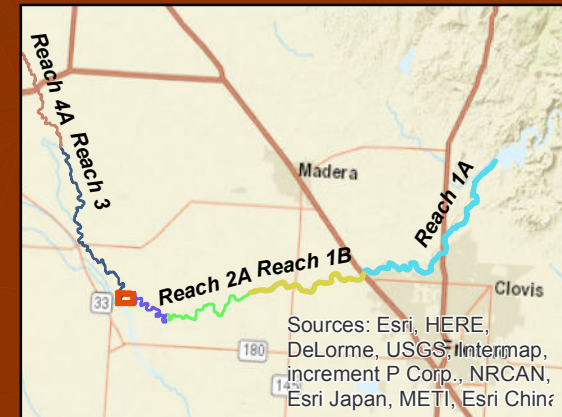 Reach 4A
Reach 3
Madera
Reach 1A
Reach 2A
Reach 1B
33
Clovis
Sources: Esri, HERE,
DeLorme, USGS, Intermap,
180
increment P Corp., NRCAN,
Esri Japan, METI, Esri China